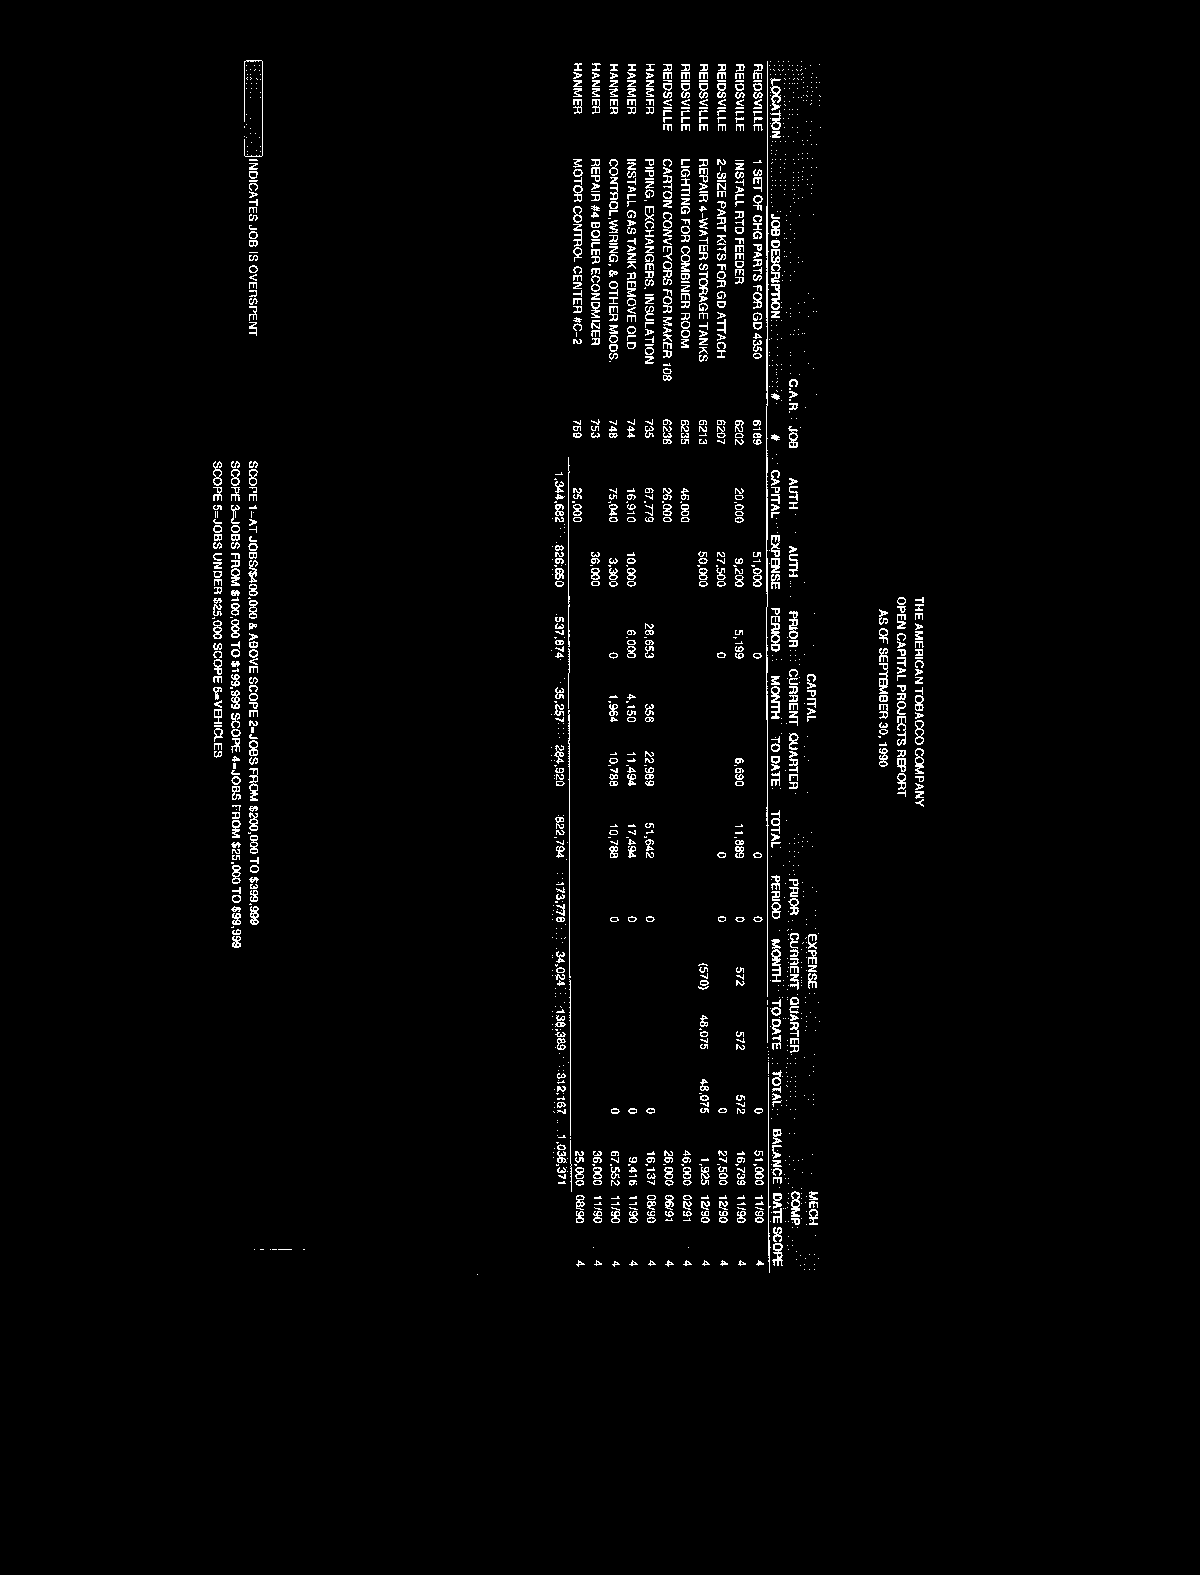 THE AMERICAN TOBACCO COMPANY
OPEN CAPITAL PROJECTS REPORT
AS OF SEPTEMBER 30, 1990
CAPITAL EXPENSE MECH
C.A.R. JOB AUTH AUTH PRIOR CURRENT QUARTER PRIOR CURRENT QUARTER COMP
LOCATION JOB DESCRIPTION # # CAPITAL EXPENSE PERIOD MONTH TO DATE TOTAL PERIOD MONTH TO DATE TOTAL BALANCE DATE SCOPE
REIDSVILLE 1 SET OF CHG PARTS FOR GD 4350 6169 51,000 0 0 0 0 51,000 11/90 4
REIDSVILLE INSTALL RTD FEEDER 6202 20,000 9,200 5,199 6,690 11,889 0 572 572 572 16,739 11/90 4
REIDSVILLE 2-SIZE PART KITS FOR GD ATTACH 6207 27,500 0 0 0 0 27,500 12/90 4
REIDSVILLE REPAIR 4-WATER STORAGE TANKS 6213 50,000 (570) 48,075 48,075 1,925 12/90 4
REIDSVILLE LIGHTING FOR COMBINER ROOM 6235 46,000 46,000 02/91 4
REIDSVILLE CARTON CONVEYORS FOR MAKER 108 6236 26,000 26,000 06/91 4
HANMER PIPING, EXCHANGERS, INSULATION 735 67,779 28,653 358 22,989 51,642 0 0 16,137 08/90 4
HANMER INSTALL GAS TANK REMOVE OLD 744 16,910 10,000 6,000 4,150 11,494 17,494 0 0 9,416 11/90 4
HANMER CONTROL,WIRING, & OTHER MODS. 748 75,040 3,300 0 1,964 10,788 10,788 0 0 67,552 11/90 4
HANMER REPAIR #4 BOILER ECONOMIZER 753 36,000 36,000 11/90 4
HANMER MOTOR CONTROL CENTER #C-2 759 25,000 25,000 08/90 4
1,344,682 826,650 537,874 35,257 284,920 822,794 173,778 34,024 138,389 312,167 1,036,371
INDICATES JOB IS OVERSPENT
SCOPE 1=AT JOBS/$400,000 & ABOVE SCOPE 2=JOBS FROM $200,000 TO $399,999
SCOPE 3=JOBS FROM $100,000 TO $199,999 SCOPE 4=JOBS FROM $25,000 TO $99,999
SCOPE 5=JOBS UNDER $25,000 SCOPE 6=VEHICLES